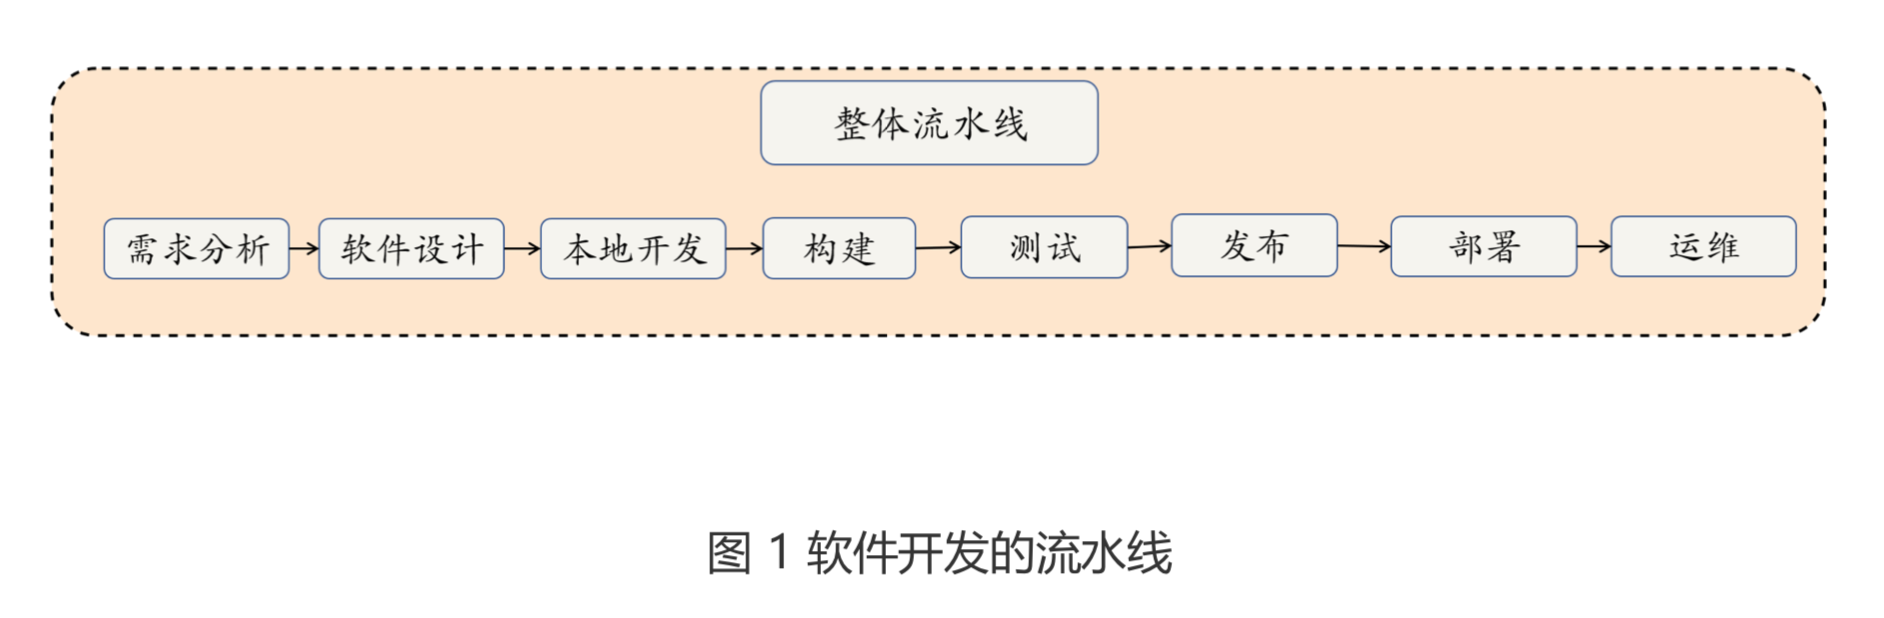 整体流水线
需求分析 软件设计 本地开发 构建 测试 发布 部署 运维
图 1 软件开发的流水线